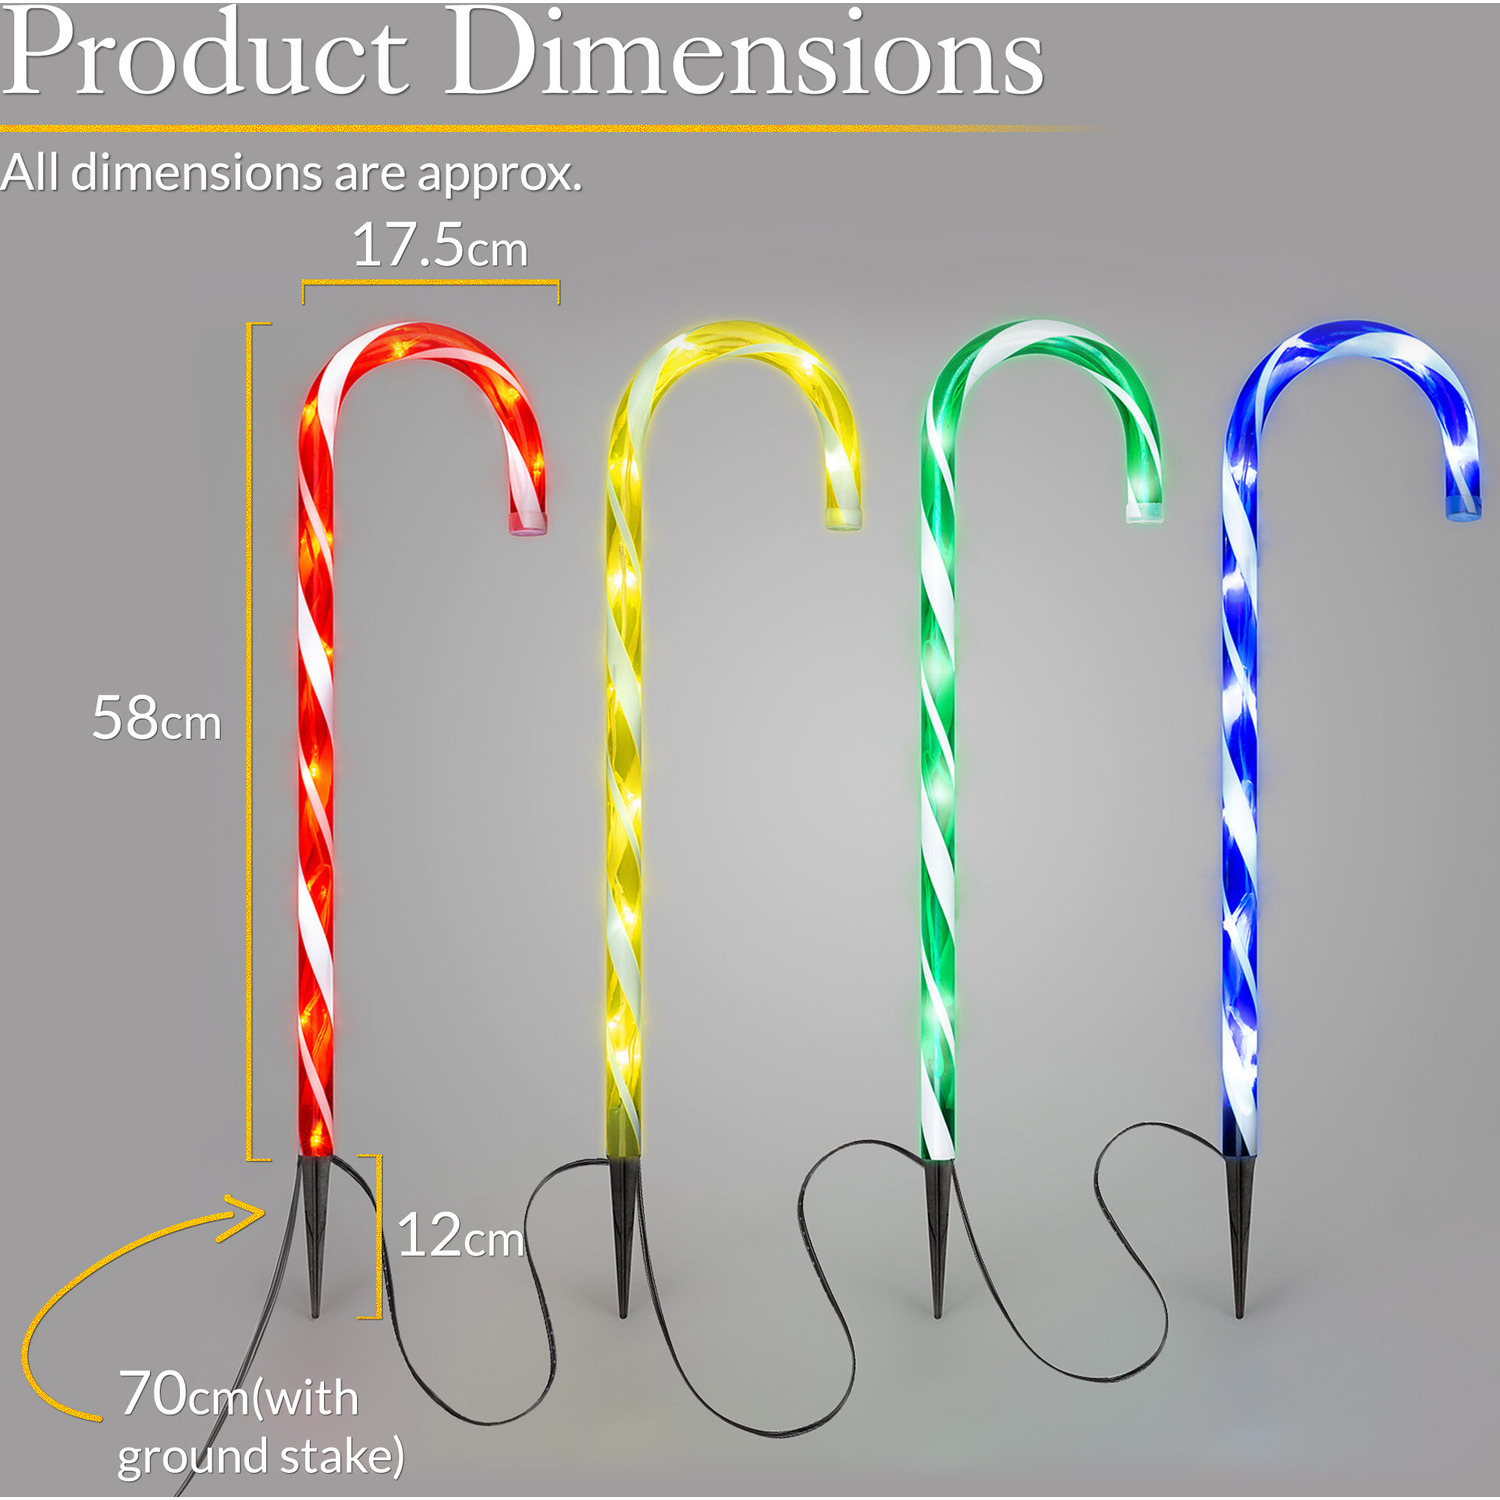 Product Dimensions
All dimensions are approx.
17.5cm
58cm
12cm
70cm(with
ground stake)